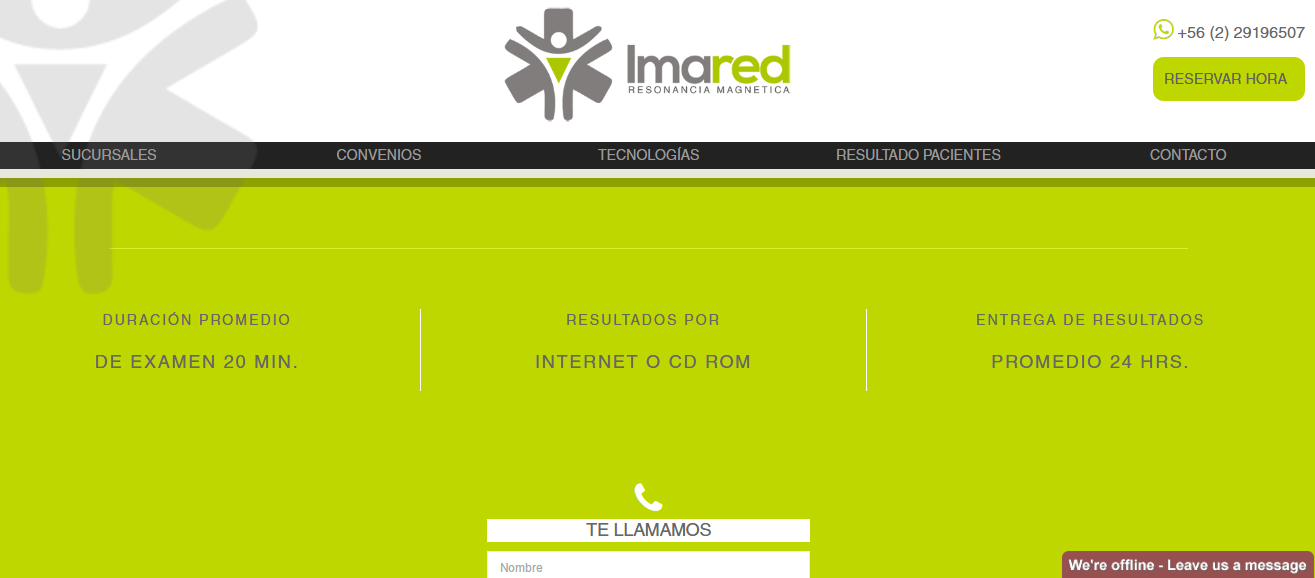 Imared
RESONANCIA MAGNETICA
+56 (2) 29196507
RESERVAR HORA
SUCURSALES
CONVENIOS
TECNOLOGÍAS
RESULTADO PACIENTES
CONTACTO
DURACIÓN PROMEDIO
DE EXAMEN 20 MIN.
RESULTADOS POR
INTERNET O CD ROM
ENTREGA DE RESULTADOS
PROMEDIO 24 HRS.
TE LLAMAMOS
Nombre
We're offline - Leave us a message